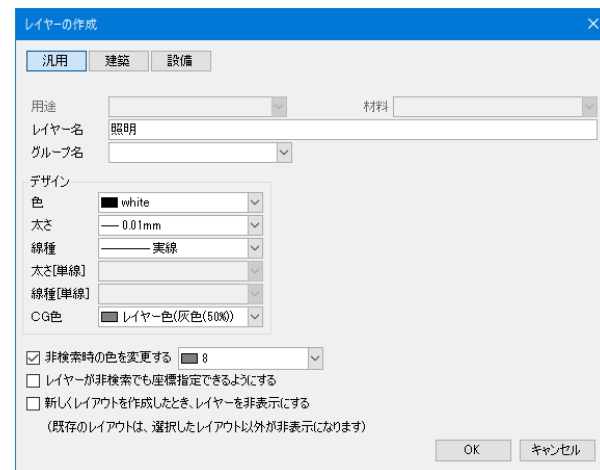 レイヤーの作成
汎用 建築 設備
用途 材料
レイヤー名 照明
グループ名
デザイン
色 white
太さ 0.01mm
線種 実線
太さ[単線]
線種[単線]
CG色 レイヤー色(灰色(50%))
非検索時の色を変更する 8
レイヤーが非検索でも座標指定できるようにする
新しくレイアウトを作成したとき、レイヤーを非表示にする
(既存のレイアウトは、選択したレイアウト以外が非表示になります)
OK キャンセル